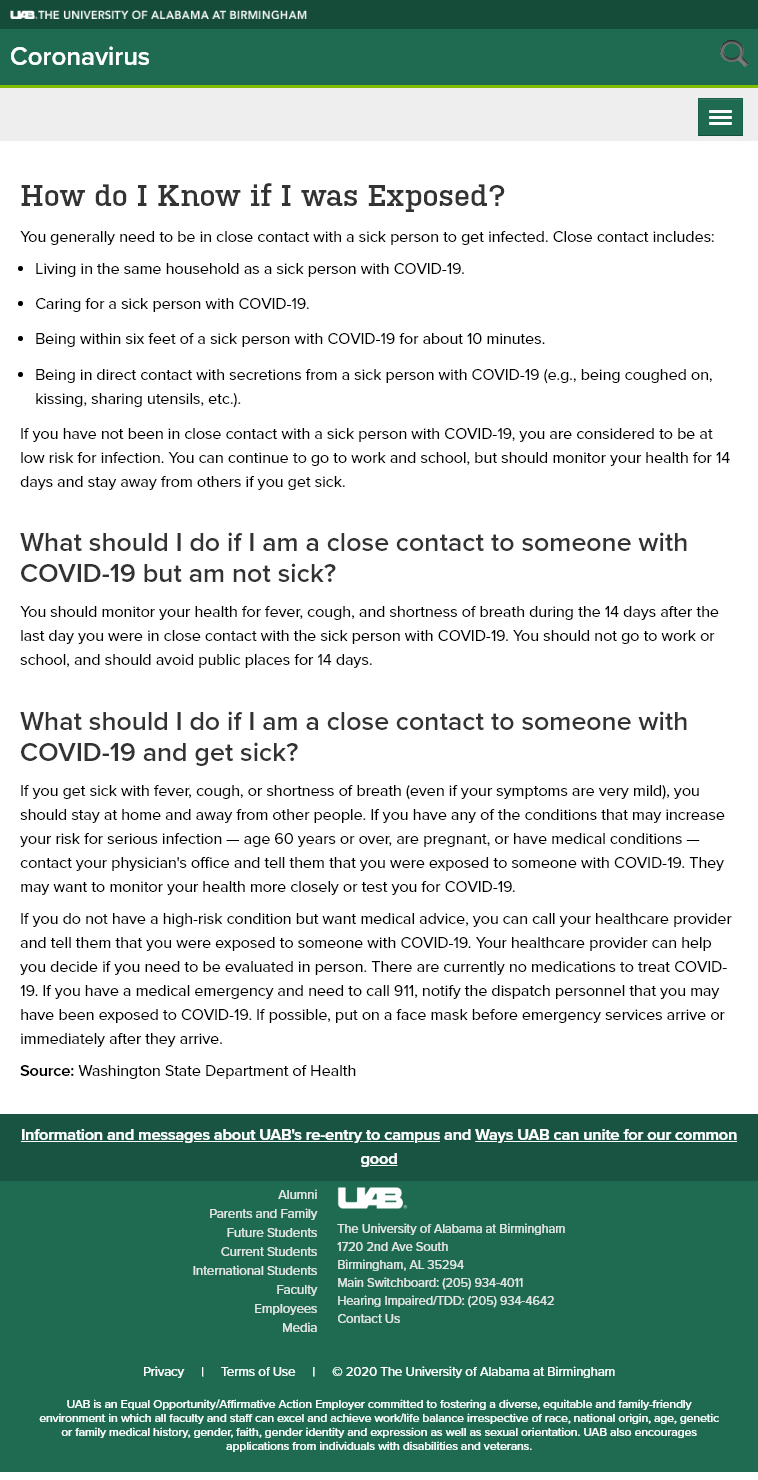 UAB THE UNIVERSITY OF ALABAMA AT BIRMINGHAM
Coronavirus
How do I Know if I was Exposed?
You generally need to be in close contact with a sick person to get infected. Close contact includes:
• Living in the same household as a sick person with COVID-19.
• Caring for a sick person with COVID-19.
• Being within six feet of a sick person with COVID-19 for about 10 minutes.
• Being in direct contact with secretions from a sick person with COVID-19 (e.g., being coughed on,
kissing, sharing utensils, etc.).
If you have not been in close contact with a sick person with COVID-19, you are considered to be at
low risk for infection. You can continue to go to work and school, but should monitor your health for 14
days and stay away from others if you get sick.
What should I do if I am a close contact to someone with
COVID-19 but am not sick?
You should monitor your health for fever, cough, and shortness of breath during the 14 days after the
last day you were in close contact with the sick person with COVID-19. You should not go to work or
school, and should avoid public places for 14 days.
What should I do if I am a close contact to someone with
COVID-19 and get sick?
If you get sick with fever, cough, or shortness of breath (even if your symptoms are very mild), you
should stay at home and away from other people. If you have any of the conditions that may increase
your risk for serious infection — age 60 years or over, are pregnant, or have medical conditions —
contact your physician's office and tell them that you were exposed to someone with COVID-19. They
may want to monitor your health more closely or test you for COVID-19.
If you do not have a high-risk condition but want medical advice, you can call your healthcare provider
and tell them that you were exposed to someone with COVID-19. Your healthcare provider can help
you decide if you need to be evaluated in person. There are currently no medications to treat COVID-
19. If you have a medical emergency and need to call 911, notify the dispatch personnel that you may
have been exposed to COVID-19. If possible, put on a face mask before emergency services arrive or
immediately after they arrive.
Source: Washington State Department of Health
Information and messages about UAB's re-entry to campus and Ways UAB can unite for our common
good
Alumni
Parents and Family
Future Students
Current Students
International Students
Faculty
Employees
Media
UAB
The University of Alabama at Birmingham
1720 2nd Ave South
Birmingham, AL 35294
Main Switchboard: (205) 934-4011
Hearing Impaired/TDD: (205) 934-4642
Contact Us
Privacy | Terms of Use | © 2020 The University of Alabama at Birmingham
UAB is an Equal Opportunity/Affirmative Action Employer committed to fostering a diverse, equitable and family-friendly
environment in which all faculty and staff can excel and achieve work/life balance irrespective of race, national origin, age, genetic
or family medical history, gender, faith, gender identity and expression as well as sexual orientation. UAB also encourages
applications from individuals with disabilities and veterans.